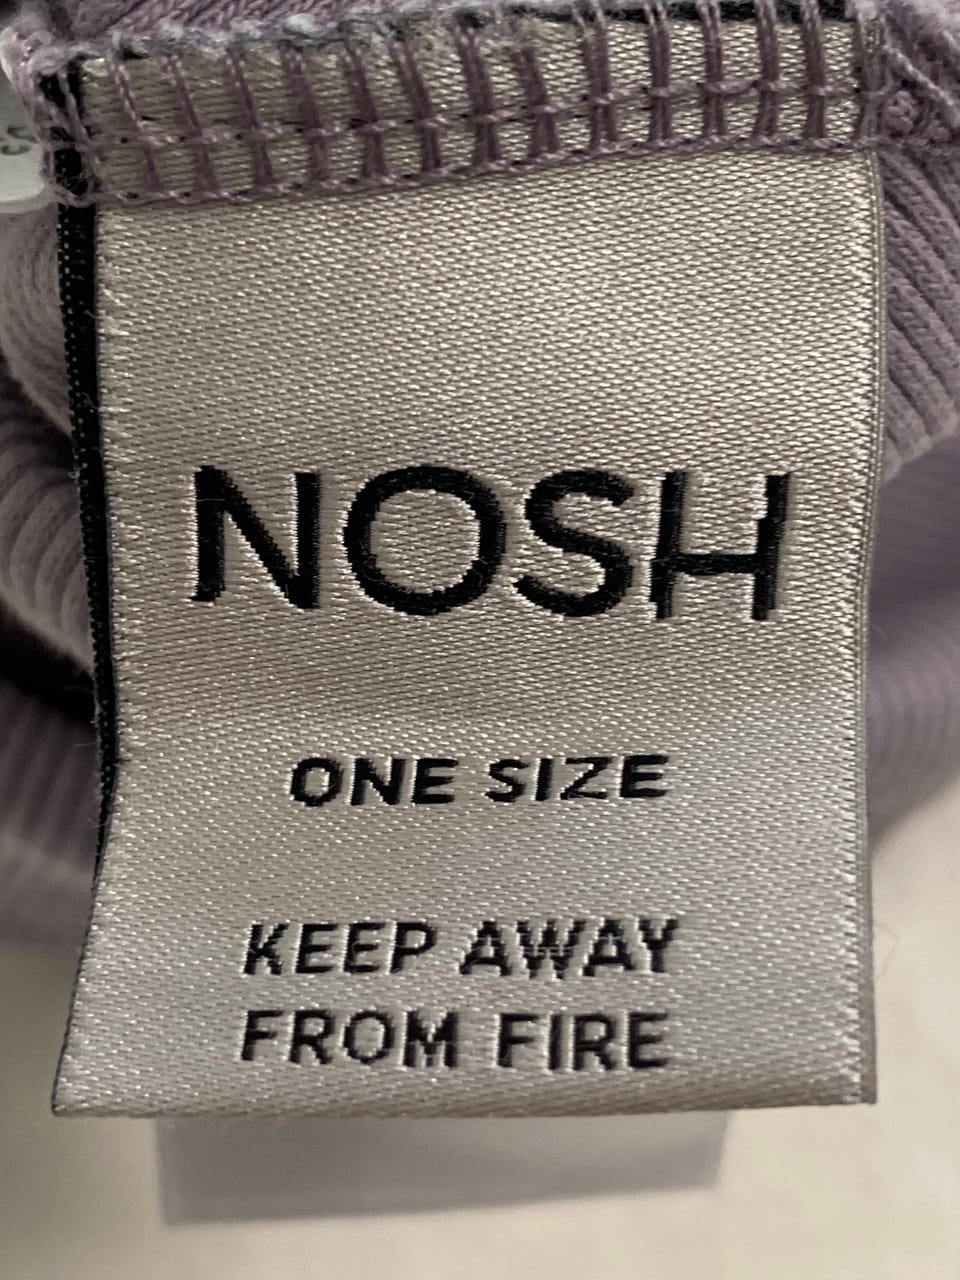 NOSH
ONE SIZE
KEEP AWAY
FROM FIRE